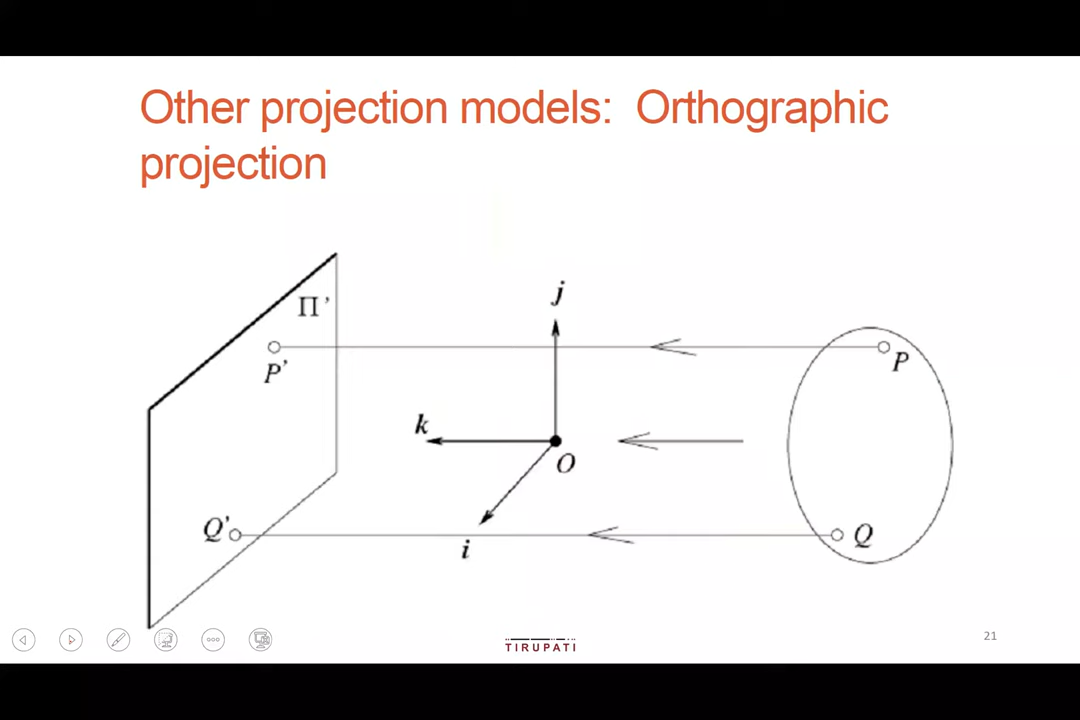 Other projection models: Orthographic
projection
Π’
j
P’
P
k
O
Q’
Q
i
21
TIRUPATI